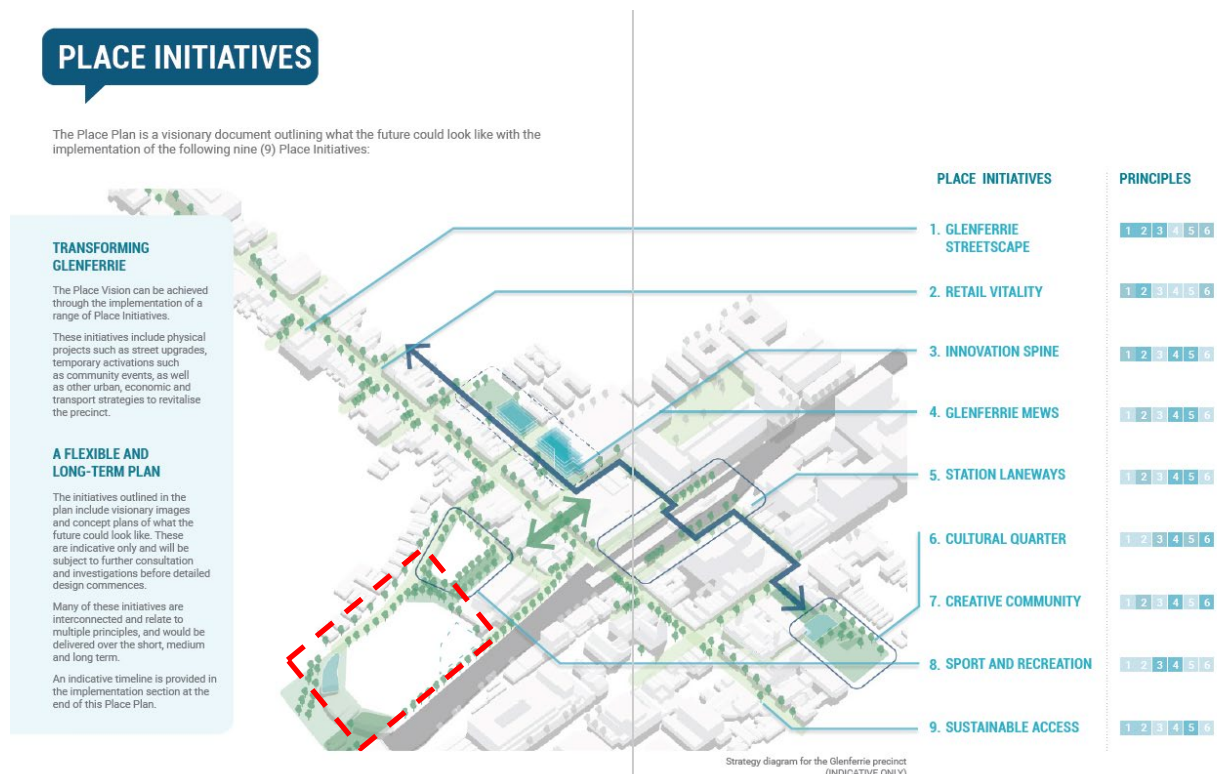 PLACE INITIATIVES
The Place Plan is a visionary document outlining what the future could look like with the
implementation of the following nine (9) Place Initiatives:
TRANSFORMING
GLENFERRIE
The Place Vision can be achieved
through the implementation of a
range of Place Initiatives.
These initiatives include physical
projects such as street upgrades,
temporary activations such
as community events, as well
as other urban, economic and
transport strategies to revitalise
the precinct.
A FLEXIBLE AND
LONG-TERM PLAN
The initiatives outlined in the
plan include visionary images
and concept plans of what the
future could look like. These
are indicative only and will be
subject to further consultation
and investigations before detailed
design commences.
Many of these initiatives are
interconnected and relate to
multiple principles, and would be
delivered over the short, medium
and long term.
An indicative timeline is provided in
the implementation section at the
end of this Place Plan.
PLACE INITIATIVES PRINCIPLES
1. GLENFERRIE
STREETSCAPE
1 2 3 4 5 6
2. RETAIL VITALITY 1 2 3 4 5 6
3. INNOVATION SPINE 1 2 3 4 5 6
4. GLENFERRIE MEWS 1 2 3 4 5 6
5. STATION LANEWAYS 1 2 3 4 5 6
6. CULTURAL QUARTER 1 2 3 4 5 6
7. CREATIVE COMMUNITY 1 2 3 4 5 6
8. SPORT AND RECREATION 1 2 3 4 5 6
9. SUSTAINABLE ACCESS 1 2 3 4 5 6
Strategy diagram for the Glenferrie precinct
(INDICATIVE ONLY)